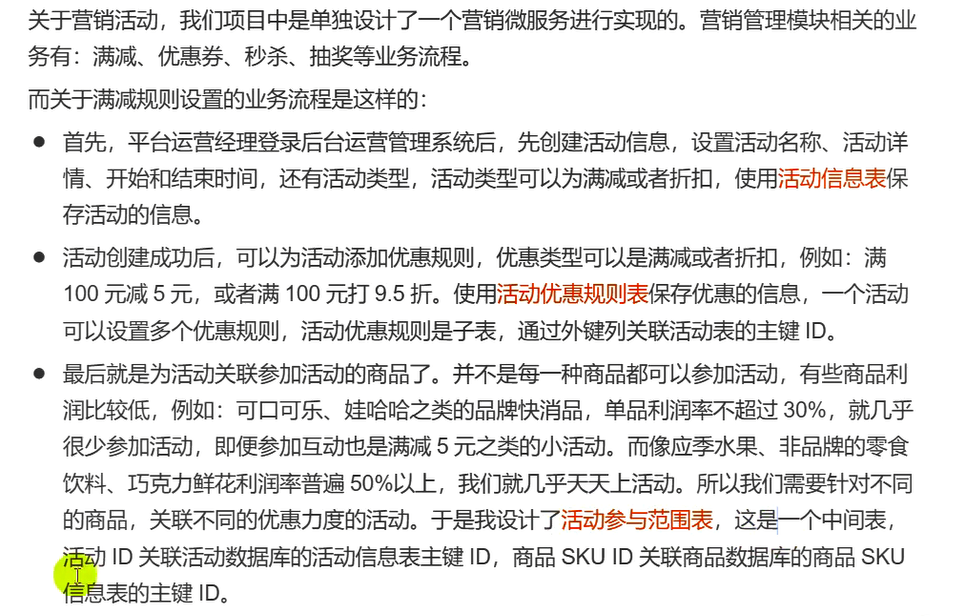 关于营销活动，我们项目中是单独设计了一个营销微服务进行实现的。营销管理模块相关的业
务有：满减、优惠券、秒杀、抽奖等业务流程。
而关于满减规则设置的业务流程是这样的：
● 首先，平台运营经理登录后台运营管理系统后，先创建活动信息，设置活动名称、活动详
情、开始和结束时间，还有活动类型，活动类型可以为满减或者折扣，使用活动信息表保
存活动的信息。
● 活动创建成功后，可以为活动添加优惠规则，优惠类型可以是满减或者折扣，例如：满
100 元减 5 元，或者满 100 元打 9.5 折。使用活动优惠规则表保存优惠的信息，一个活动
可以设置多个优惠规则，活动优惠规则是子表，通过外键列关联活动表的主键 ID。
● 最后就是为活动关联参加活动的商品了。并不是每一种商品都可以参加活动，有些商品利
润比较低，例如：可口可乐、娃哈哈之类的品牌快消品，单品利润率不超过 30%，就几乎
很少参加活动，即便参加互动也是满减 5 元之类的小活动。而像应季水果、非品牌的零食
饮料、巧克力鲜花利润率普遍 50%以上，我们就几乎天天上活动。所以我们需要针对不同
的商品，关联不同的优惠力度的活动。于是我设计了活动参与范围表，这是一个中间表，
活动 ID 关联活动数据库的活动信息表主键 ID，商品 SKU ID 关联商品数据库的商品 SKU
信息表的主键 ID。